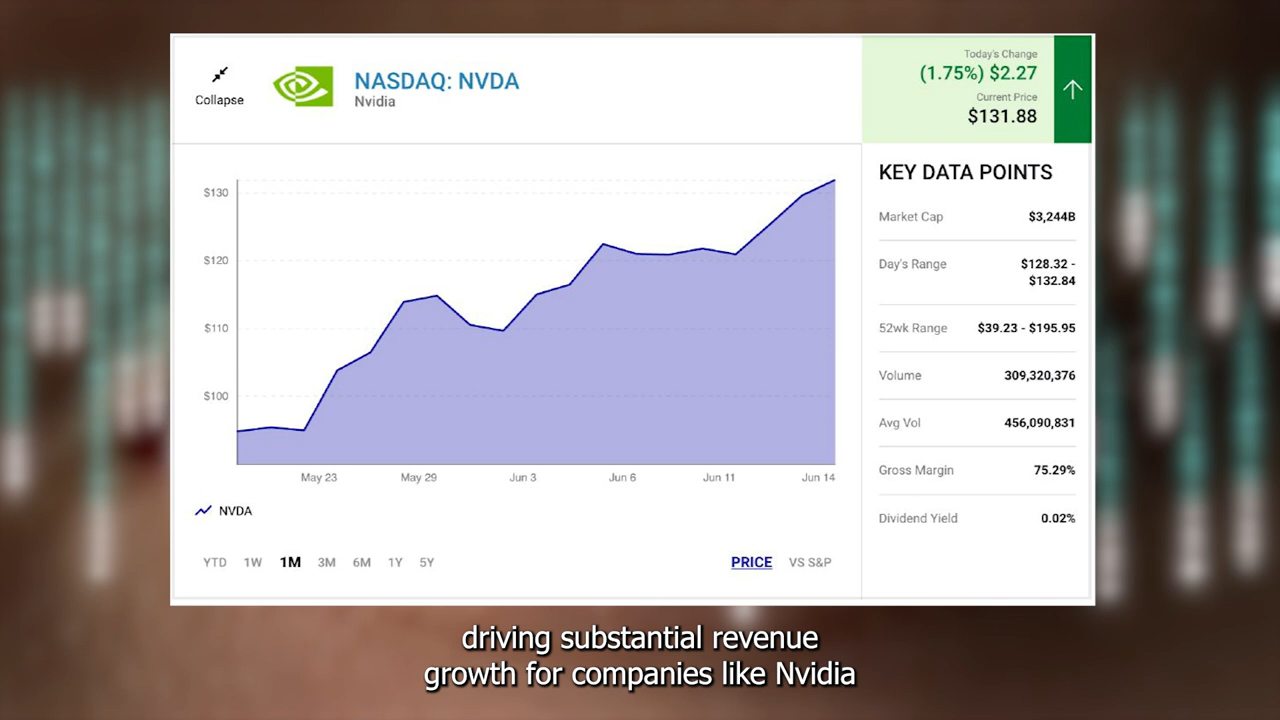 Collapse
NASDAQ: NVDA
Nvidia
Today's Change
(1.75%) $2.27
Current Price
$131.88
$130
$120
$110
$100
May 23 May 29 Jun 3 Jun 6 Jun 11 Jun 14
NVDA
YTD 1W 1M 3M 6M 1Y 5Y
PRICE VS S&P
KEY DATA POINTS
Market Cap $3,244B
Day's Range $128.32 -
$132.84
52wk Range $39.23 - $195.95
Volume 309,320,376
Avg Vol 456,090,831
Gross Margin 75.29%
Dividend Yield 0.02%
driving substantial revenue
growth for companies like Nvidia